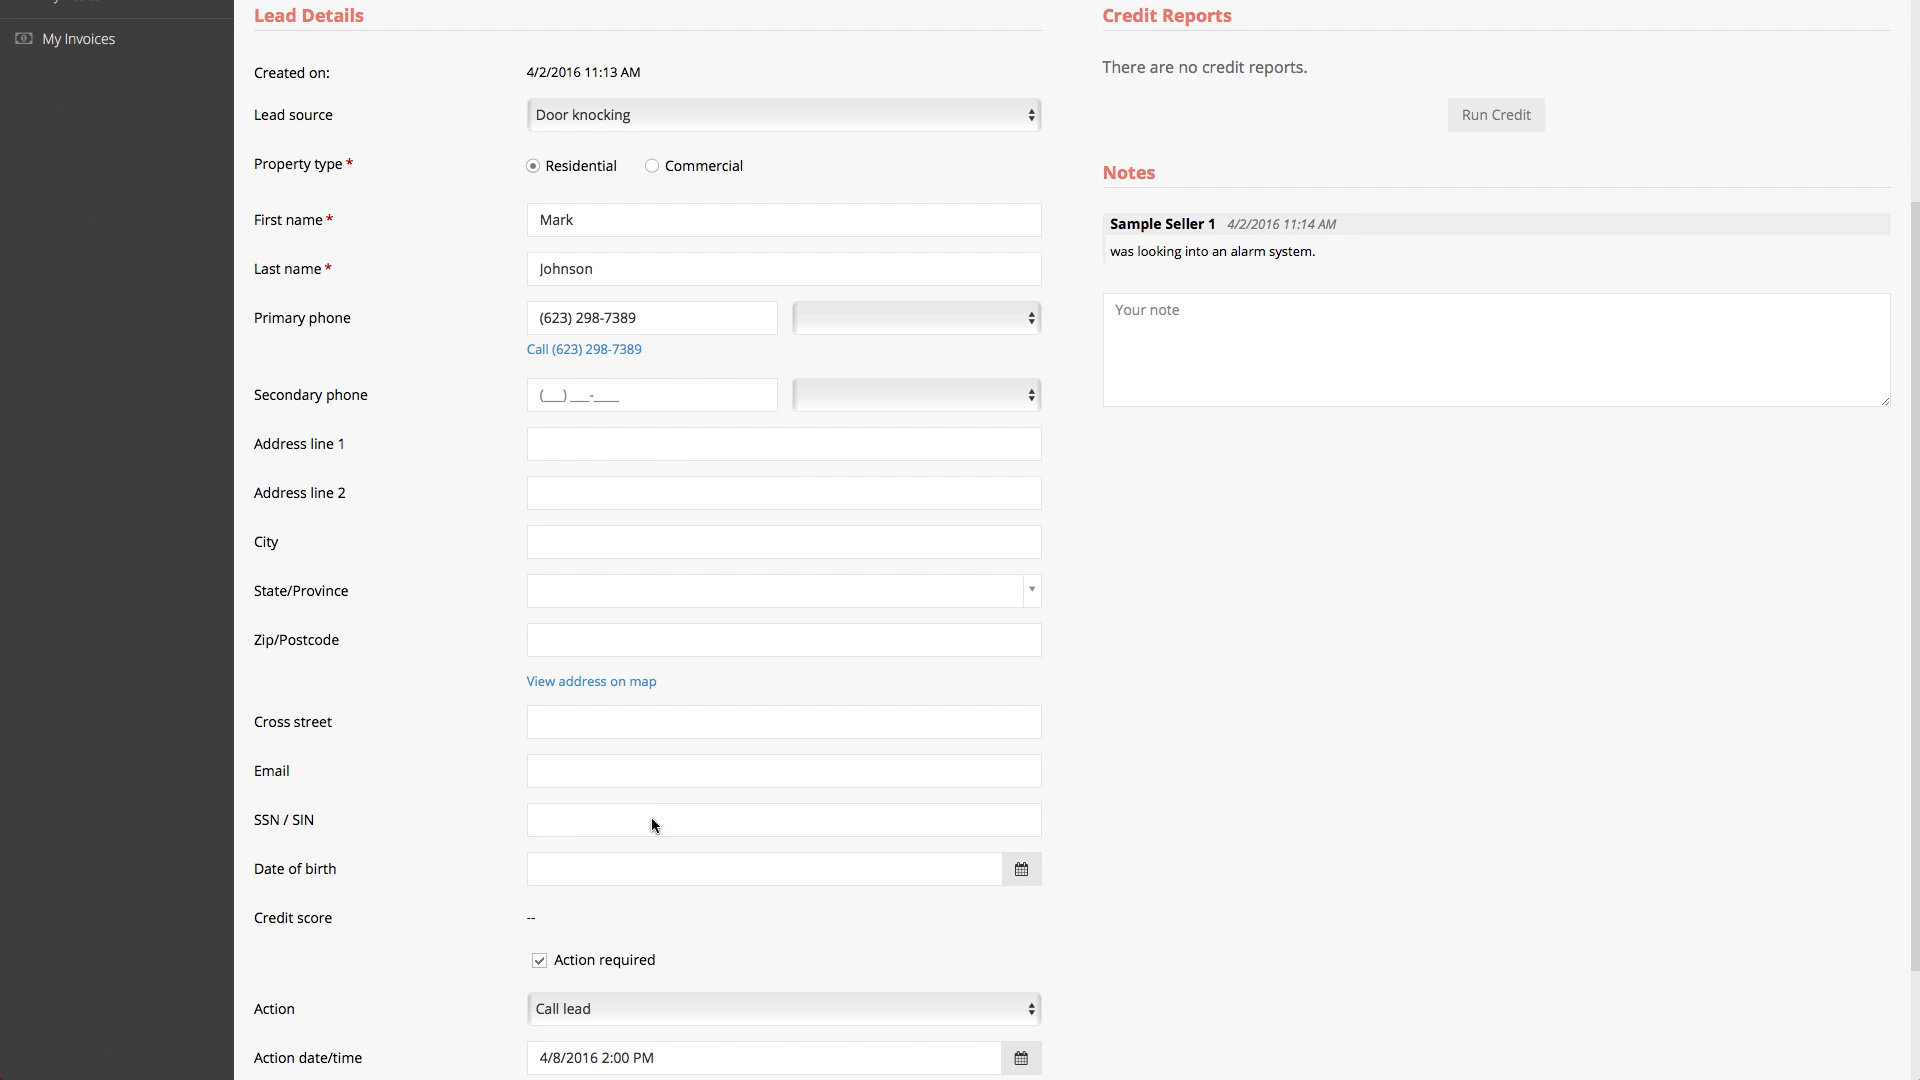 My Invoices
Lead Details
Created on: 4/2/2016 11:13 AM
Lead source Door knocking
Property type * Residential Commercial
First name * Mark
Last name * Johnson
Primary phone (623) 298-7389
Call (623) 298-7389
Secondary phone (___) ___-____
Address line 1
Address line 2
City
State/Province
Zip/Postcode
View address on map
Cross street
Email
SSN / SIN
Date of birth
Credit score --
Action required
Action Call lead
Action date/time 4/8/2016 2:00 PM
Credit Reports
There are no credit reports.
Run Credit
Notes
Sample Seller 1 4/2/2016 11:14 AM
was looking into an alarm system.
Your note